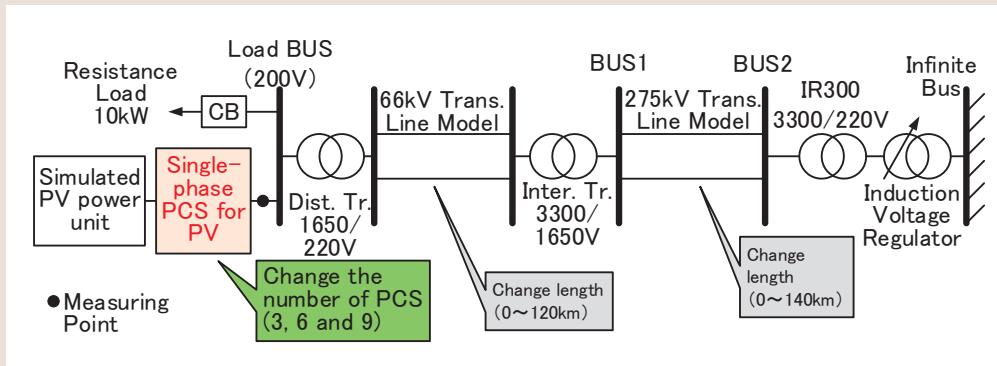 Load BUS
(200V)
Resistance
Load
10kW
CB
Simulated
PV power
unit
Single-
phase
PCS for
PV
Dist. Tr.
1650/
220V
66kV Trans.
Line Model
Inter. Tr.
3300/
1650V
BUS1
275kV Trans.
Line Model
BUS2
IR300
3300/220V
Infinite
Bus
Induction
Voltage
Regulator
Change the
number of PCS
(3, 6 and 9)
Change length
(0～120km)
Change
length
(0～140km)
●Measuring
Point